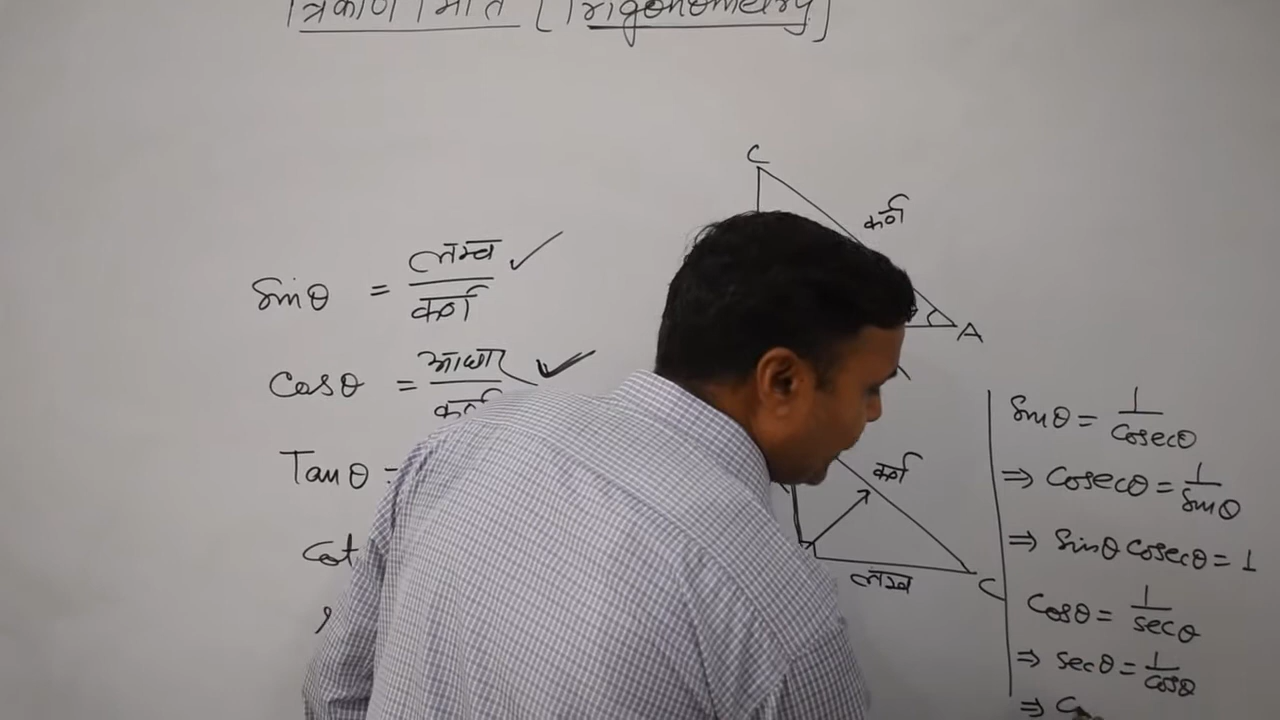 त्रिकोणमिति [Trigonometry]
C
कर्ण
A
sinθ = लम्ब / कर्ण ✓
Cosθ = आधार / कर्ण ✓
Tanθ =
Cot
कर्ण
लम्ब
C
Sinθ = 1 / Cosecθ
⇒ Cosecθ = 1 / Sinθ
⇒ Sinθ Cosecθ = 1
Cosθ = 1 / Secθ
⇒ Secθ = 1 / Cosθ
⇒ C